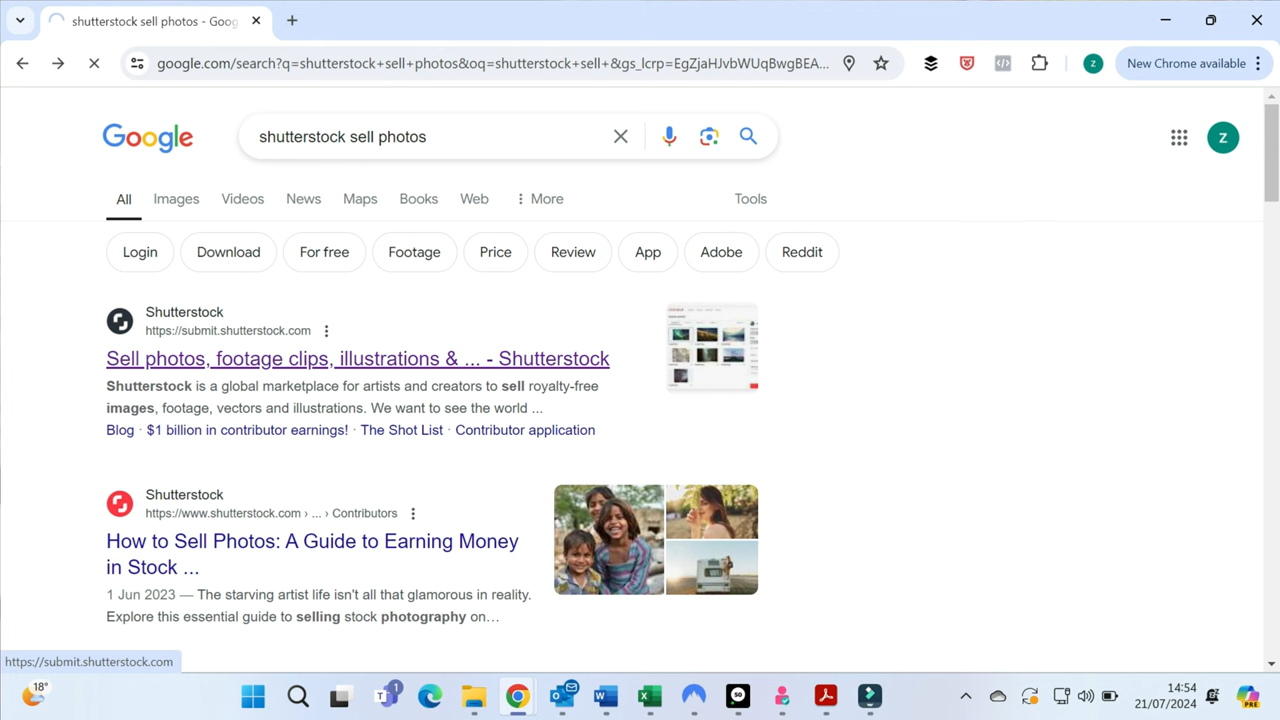 shutterstock sell photos - Goog
google.com/search?q=shutterstock+sell+photos&oq=shutterstock+sell+&gs_lcrp=EgZjaHJvbWUqBwgBEA...
z
New Chrome available
Google
shutterstock sell photos
z
All
Images
Videos
News
Maps
Books
Web
More
Tools
Login
Download
For free
Footage
Price
Review
App
Adobe
Reddit
Shutterstock
https://submit.shutterstock.com
Sell photos, footage clips, illustrations & ... - Shutterstock
Shutterstock is a global marketplace for artists and creators to sell royalty-free
images, footage, vectors and illustrations. We want to see the world ...
Blog · $1 billion in contributor earnings! · The Shot List · Contributor application
Shutterstock
https://www.shutterstock.com › ... › Contributors
How to Sell Photos: A Guide to Earning Money
in Stock ...
1 Jun 2023 — The starving artist life isn't all that glamorous in reality.
Explore this essential guide to selling stock photography on...
https://submit.shutterstock.com
18°
1
14:54
21/07/2024
PRE